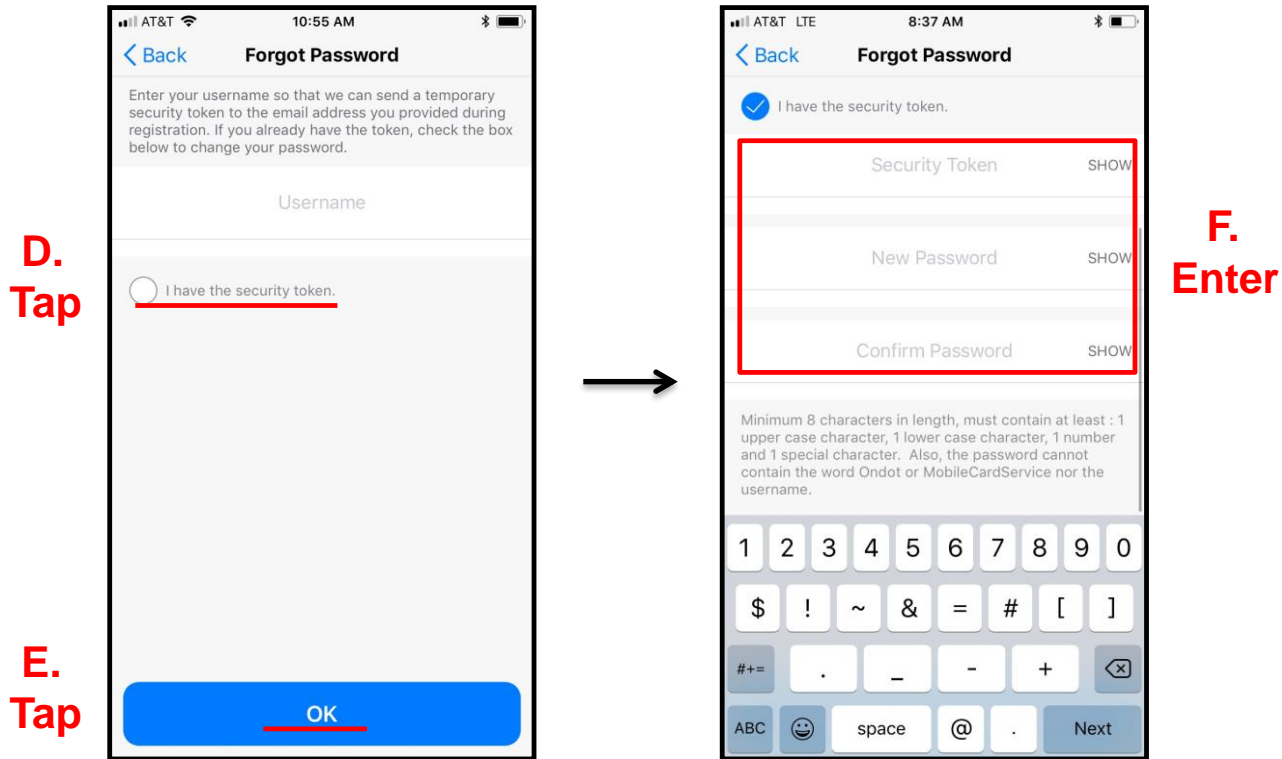 AT&T 10:55 AM
Back Forgot Password
Enter your username so that we can send a temporary
security token to the email address you provided during
registration. If you already have the token, check the box
below to change your password.
Username
D.
Tap
I have the security token.
E.
Tap
OK
AT&T LTE 8:37 AM
Back Forgot Password
I have the security token.
Security Token SHOW
New Password SHOW
Confirm Password SHOW
F.
Enter
Minimum 8 characters in length, must contain at least : 1
upper case character, 1 lower case character, 1 number
and 1 special character. Also, the password cannot
contain the word Ondot or MobileCardService nor the
username.
1 2 3 4 5 6 7 8 9 0
$ ! ~ & = # [ ]
#+= . _ - +
ABC space @ . Next